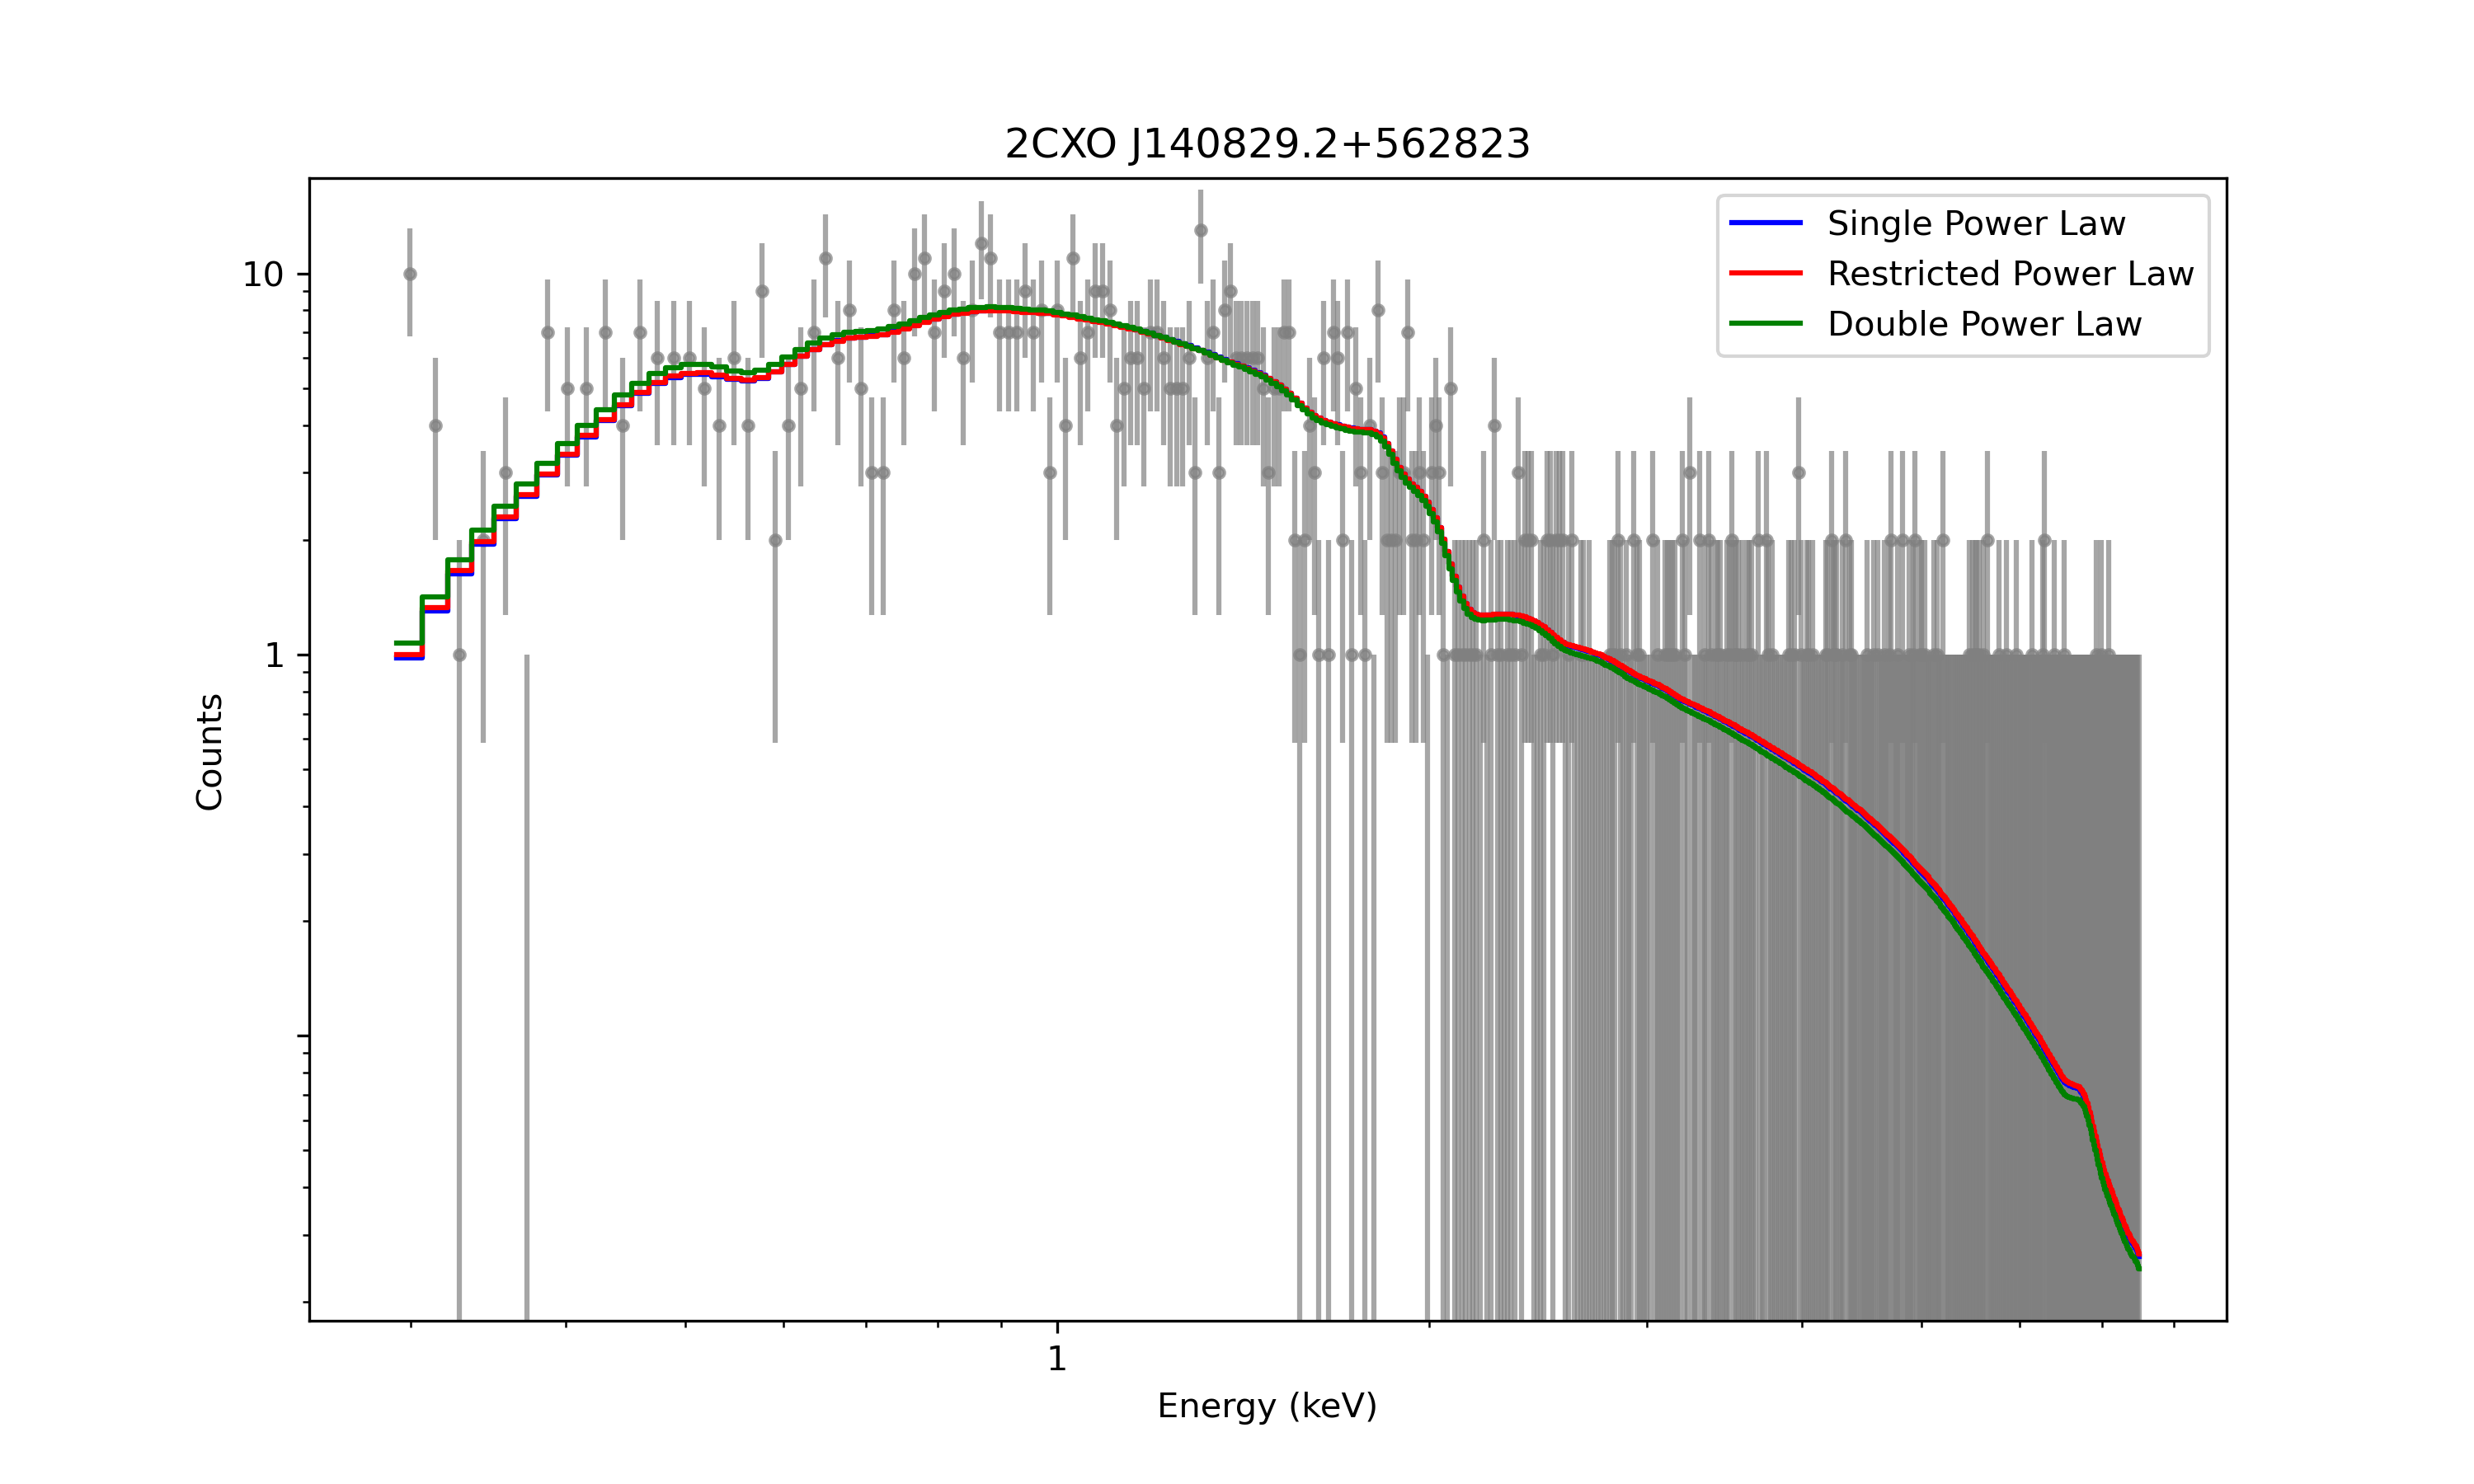 2CXO J140829.2+562823
Single Power Law
Restricted Power Law
Double Power Law
10
1
Counts
1
Energy (keV)